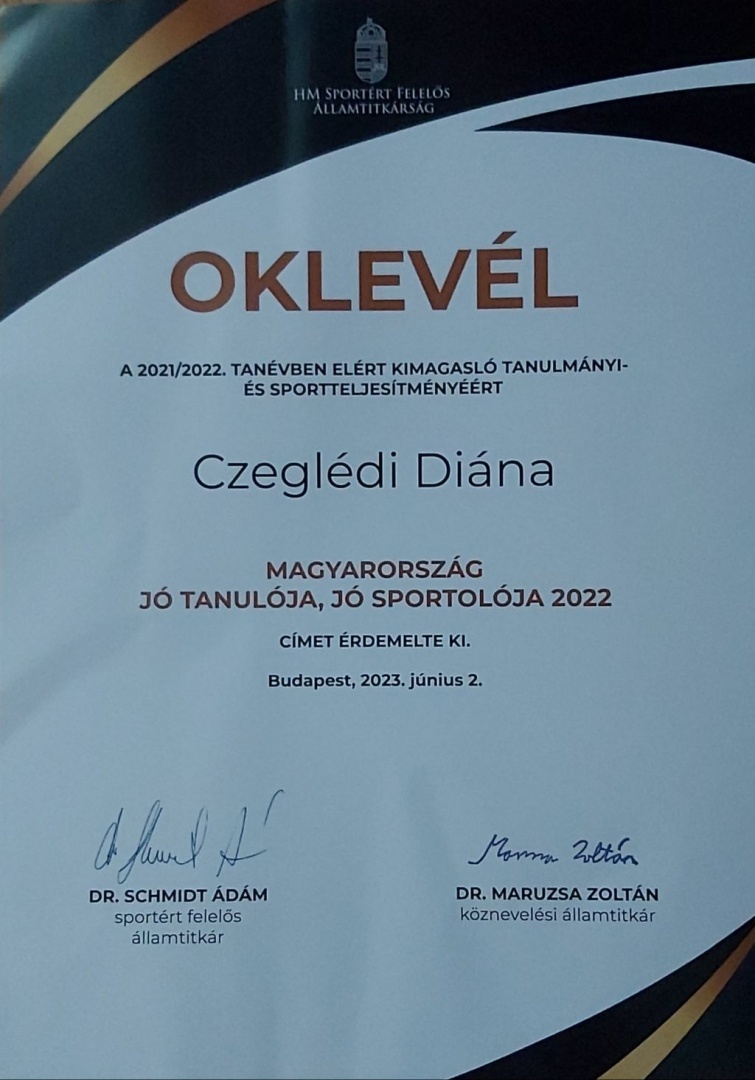 HM SPORTÉRT FELELŐS
ÁLLAMTITKÁRSÁG
OKLEVÉL
A 2021/2022. TANÉVBEN ELÉRT KIMAGASLÓ TANULMÁNYI-
ÉS SPORTTELJESÍTMÉNYÉÉRT
Czeglédi Diána
MAGYARORSZÁG
JÓ TANULÓJA, JÓ SPORTOLÓJA 2022
CÍMET ÉRDEMELTE KI.
Budapest, 2023. június 2.
Zoltán
DR. SCHMIDT ÁDÁM
sportért felelős
államtitkár
DR. MARUZSA ZOLTÁN
köznevelési államtitkár